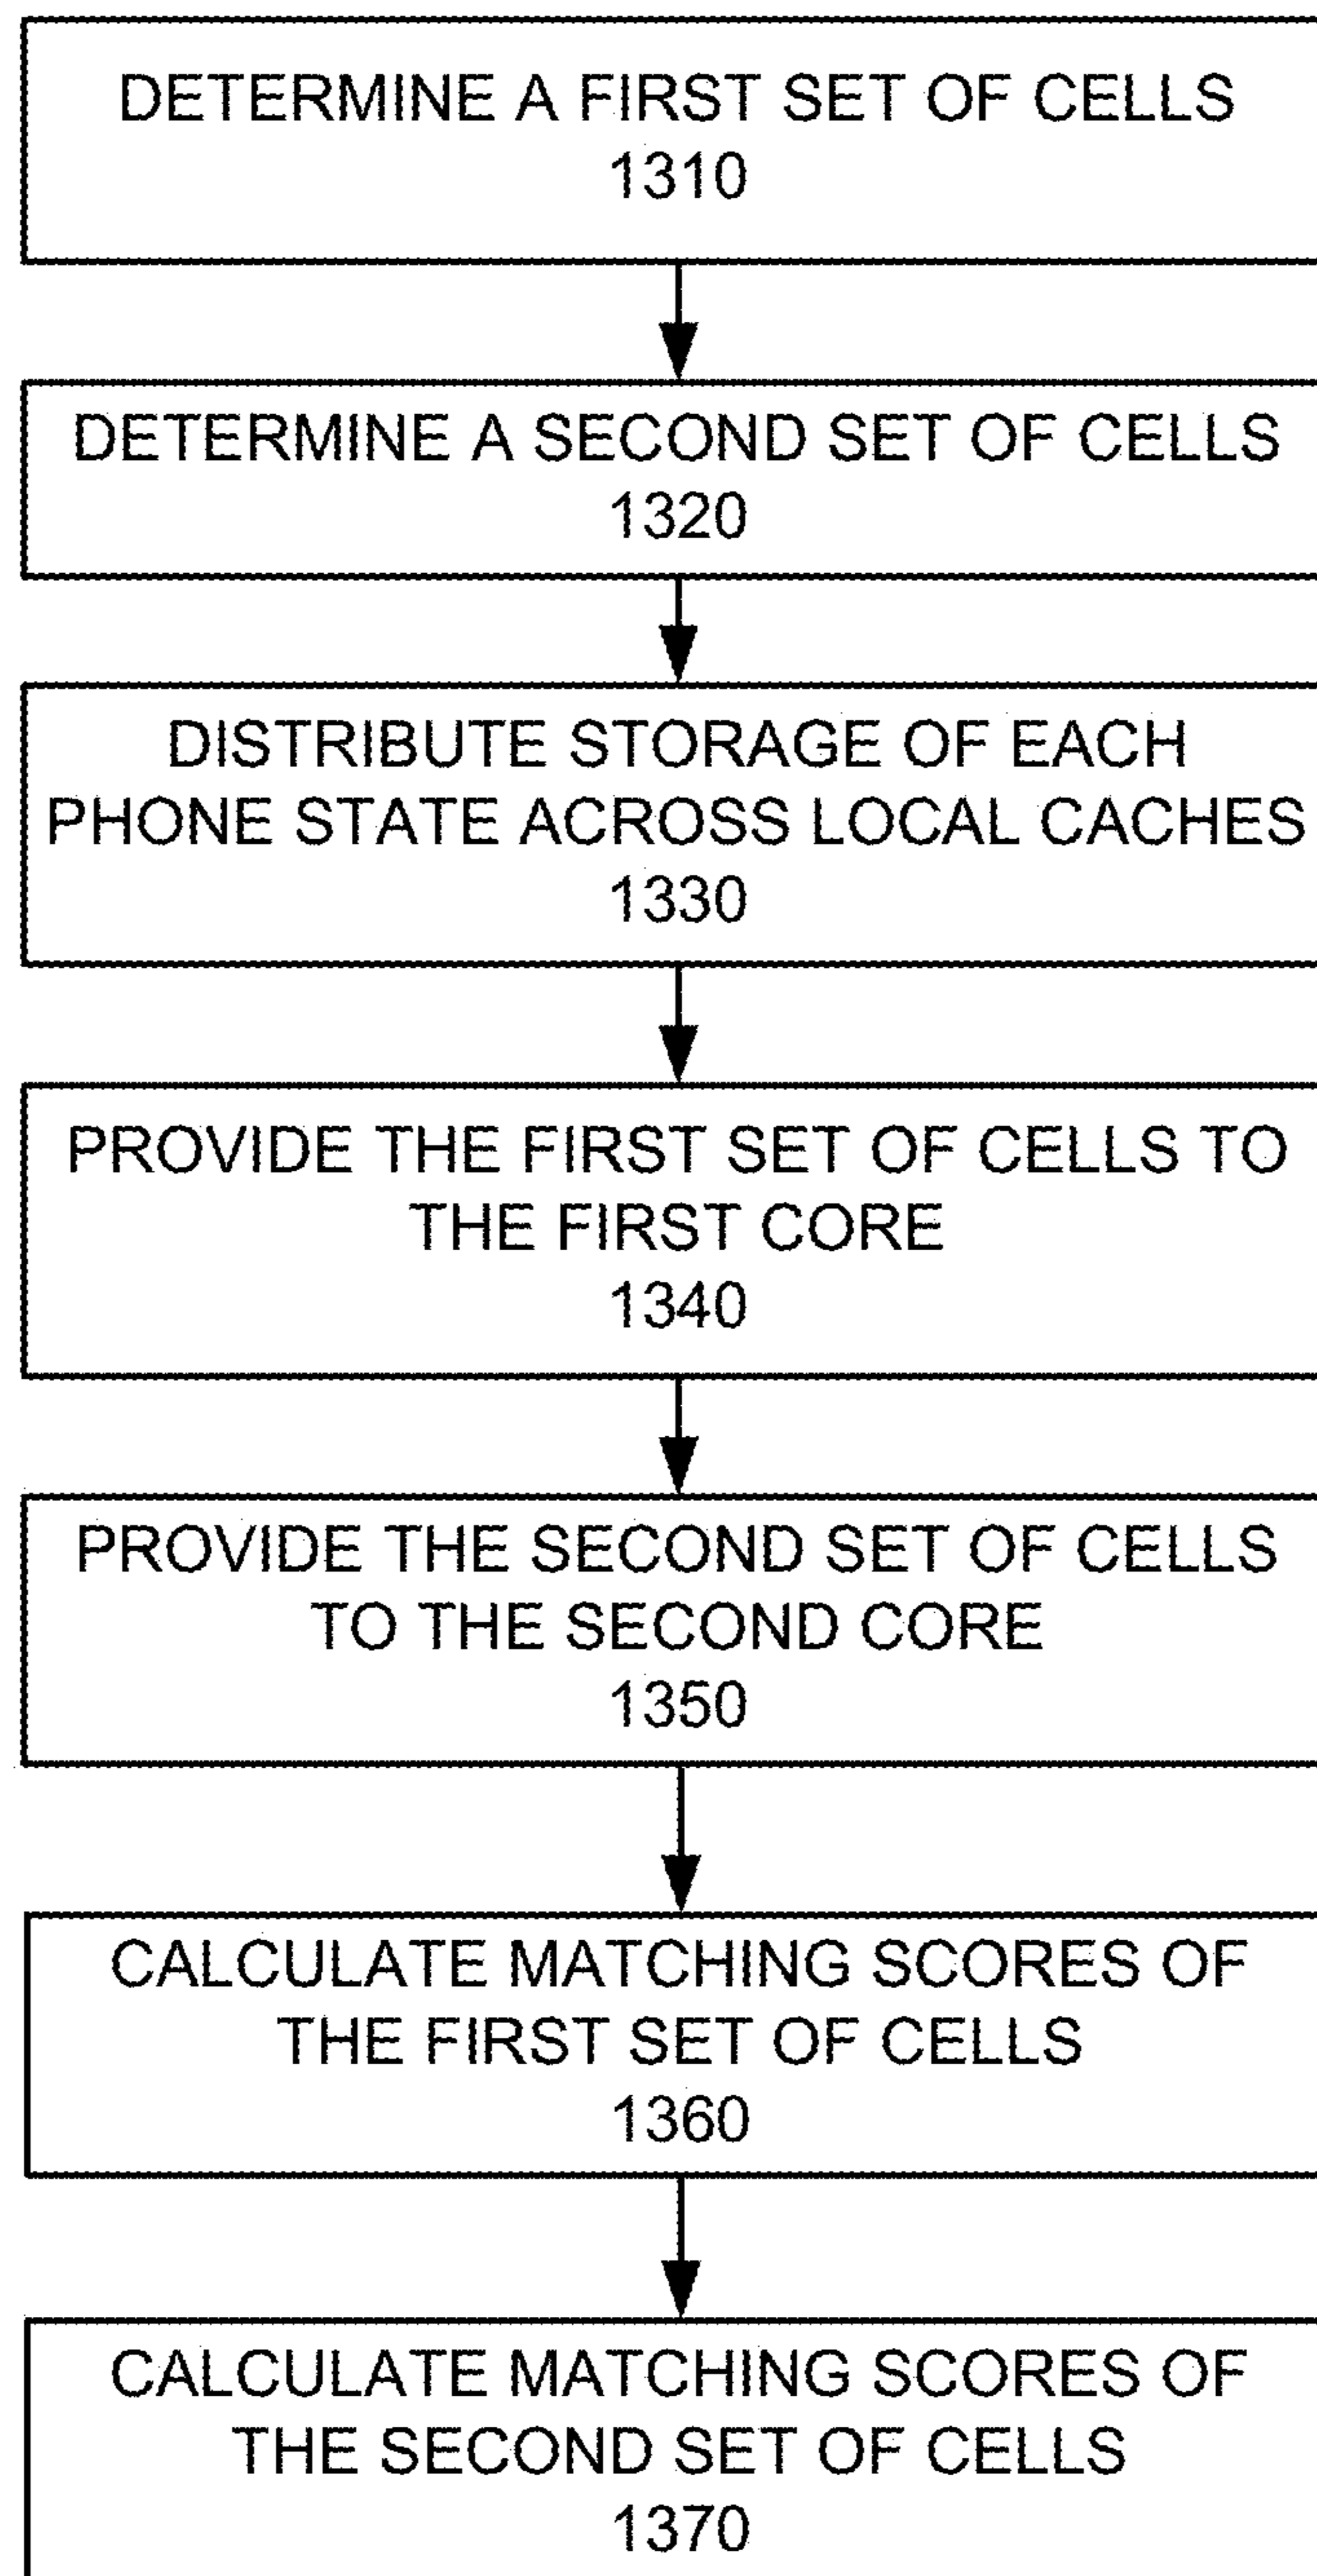 DETERMINE A FIRST SET OF CELLS
1310
DETERMINE A SECOND SET OF CELLS
1320
DISTRIBUTE STORAGE OF EACH
PHONE STATE ACROSS LOCAL CACHES
1330
PROVIDE THE FIRST SET OF CELLS TO
THE FIRST CORE
1340
PROVIDE THE SECOND SET OF CELLS
TO THE SECOND CORE
1350
CALCULATE MATCHING SCORES OF
THE FIRST SET OF CELLS
1360
CALCULATE MATCHING SCORES OF
THE SECOND SET OF CELLS
1370